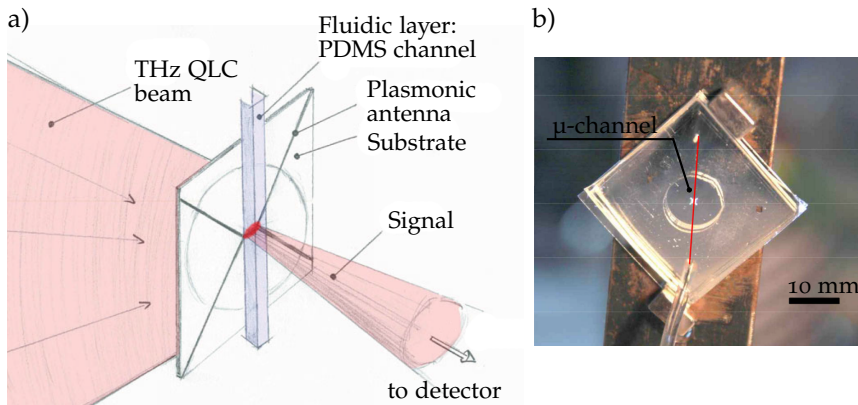 a)
Fluidic layer:
PDMS channel
THz QLC
beam
Plasmonic
antenna
Substrate
Signal
to detector
b)
μ-channel
10 mm